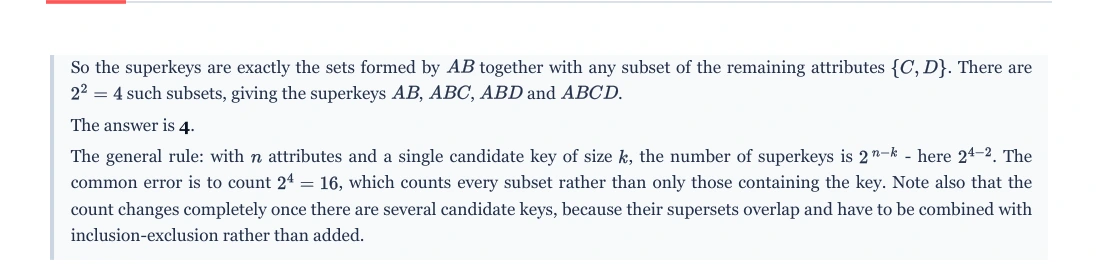 So the superkeys are exactly the sets formed by AB together with any subset of the remaining attributes {C, D}. There are
2² = 4 such subsets, giving the superkeys AB, ABC, ABD and ABCD.
The answer is 4.
The general rule: with n attributes and a single candidate key of size k, the number of superkeys is 2ⁿ⁻ᵏ - here 2⁴⁻². The
common error is to count 2⁴ = 16, which counts every subset rather than only those containing the key. Note also that the
count changes completely once there are several candidate keys, because their supersets overlap and have to be combined with
inclusion-exclusion rather than added.